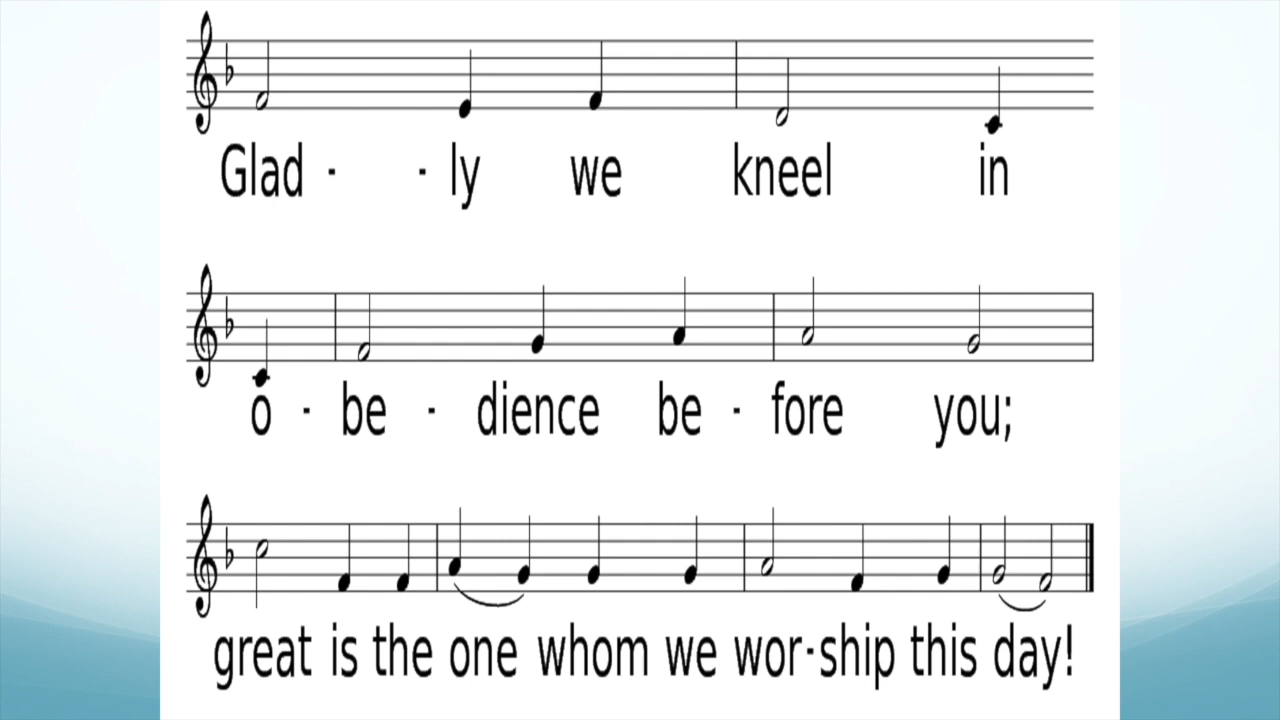 Glad - - ly we kneel in
o - be - dience be - fore you;
great is the one whom we wor-ship this day!